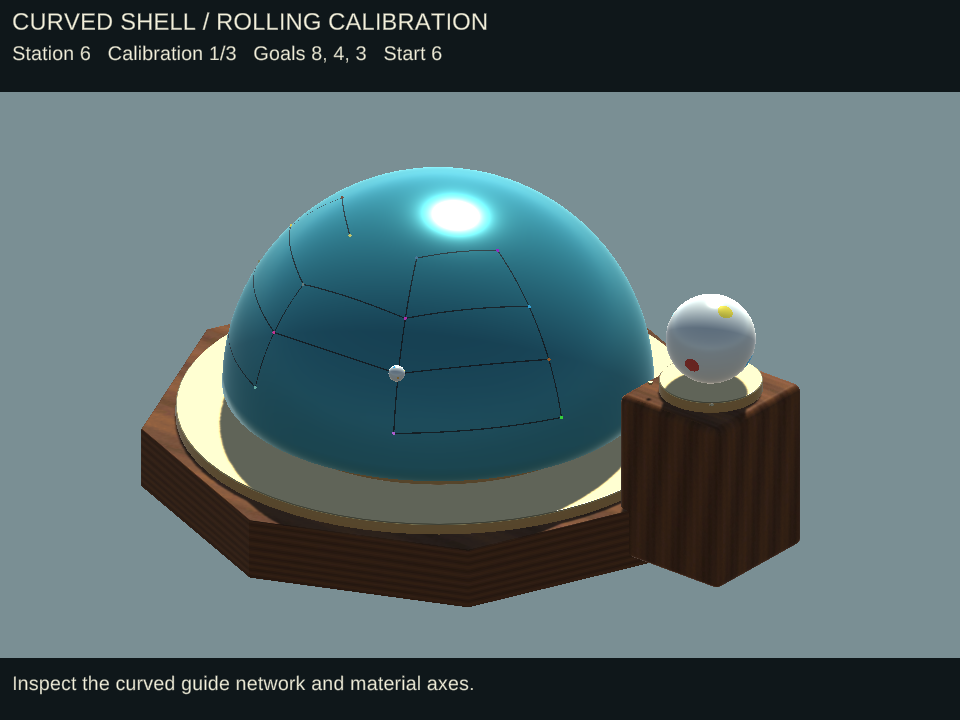 CURVED SHELL / ROLLING CALIBRATION
Station 6   Calibration 1/3   Goals 8, 4, 3   Start 6
Inspect the curved guide network and material axes.